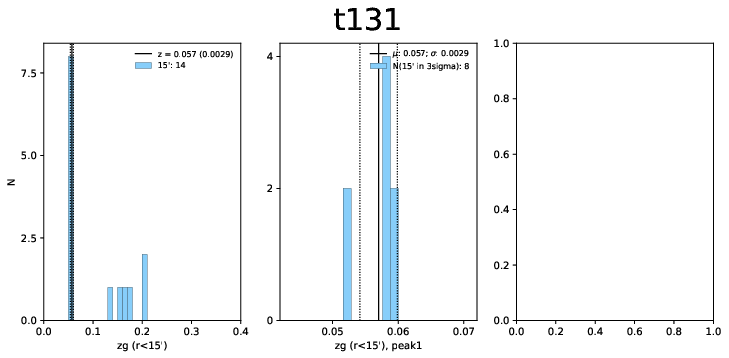 t131
z = 0.057 (0.0029)
15': 14
7.5
5.0
2.5
0.0
N
0.0 0.1 0.2 0.3 0.4
zg (r<15')
μ: 0.057; σ: 0.0029
N(15' in 3sigma): 8
4
2
0
0.05 0.06 0.07
zg (r<15'), peak1
1.0
0.8
0.6
0.4
0.2
0.0
0.0 0.2 0.4 0.6 0.8 1.0